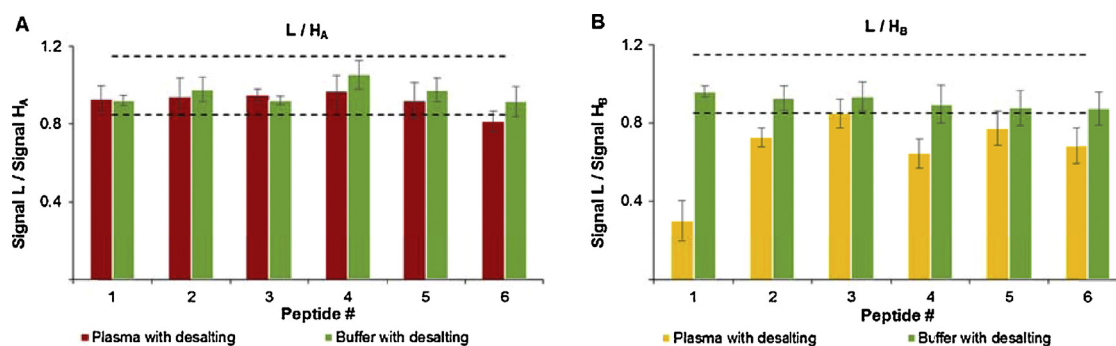 A
L / HA
Signal L / Signal HA
1.2
0.8
0.4
1 2 3 4 5 6
Peptide #
Plasma with desalting Buffer with desalting
B
L / HB
Signal L / Signal HB
1.2
0.8
0.4
1 2 3 4 5 6
Peptide #
Plasma with desalting Buffer with desalting